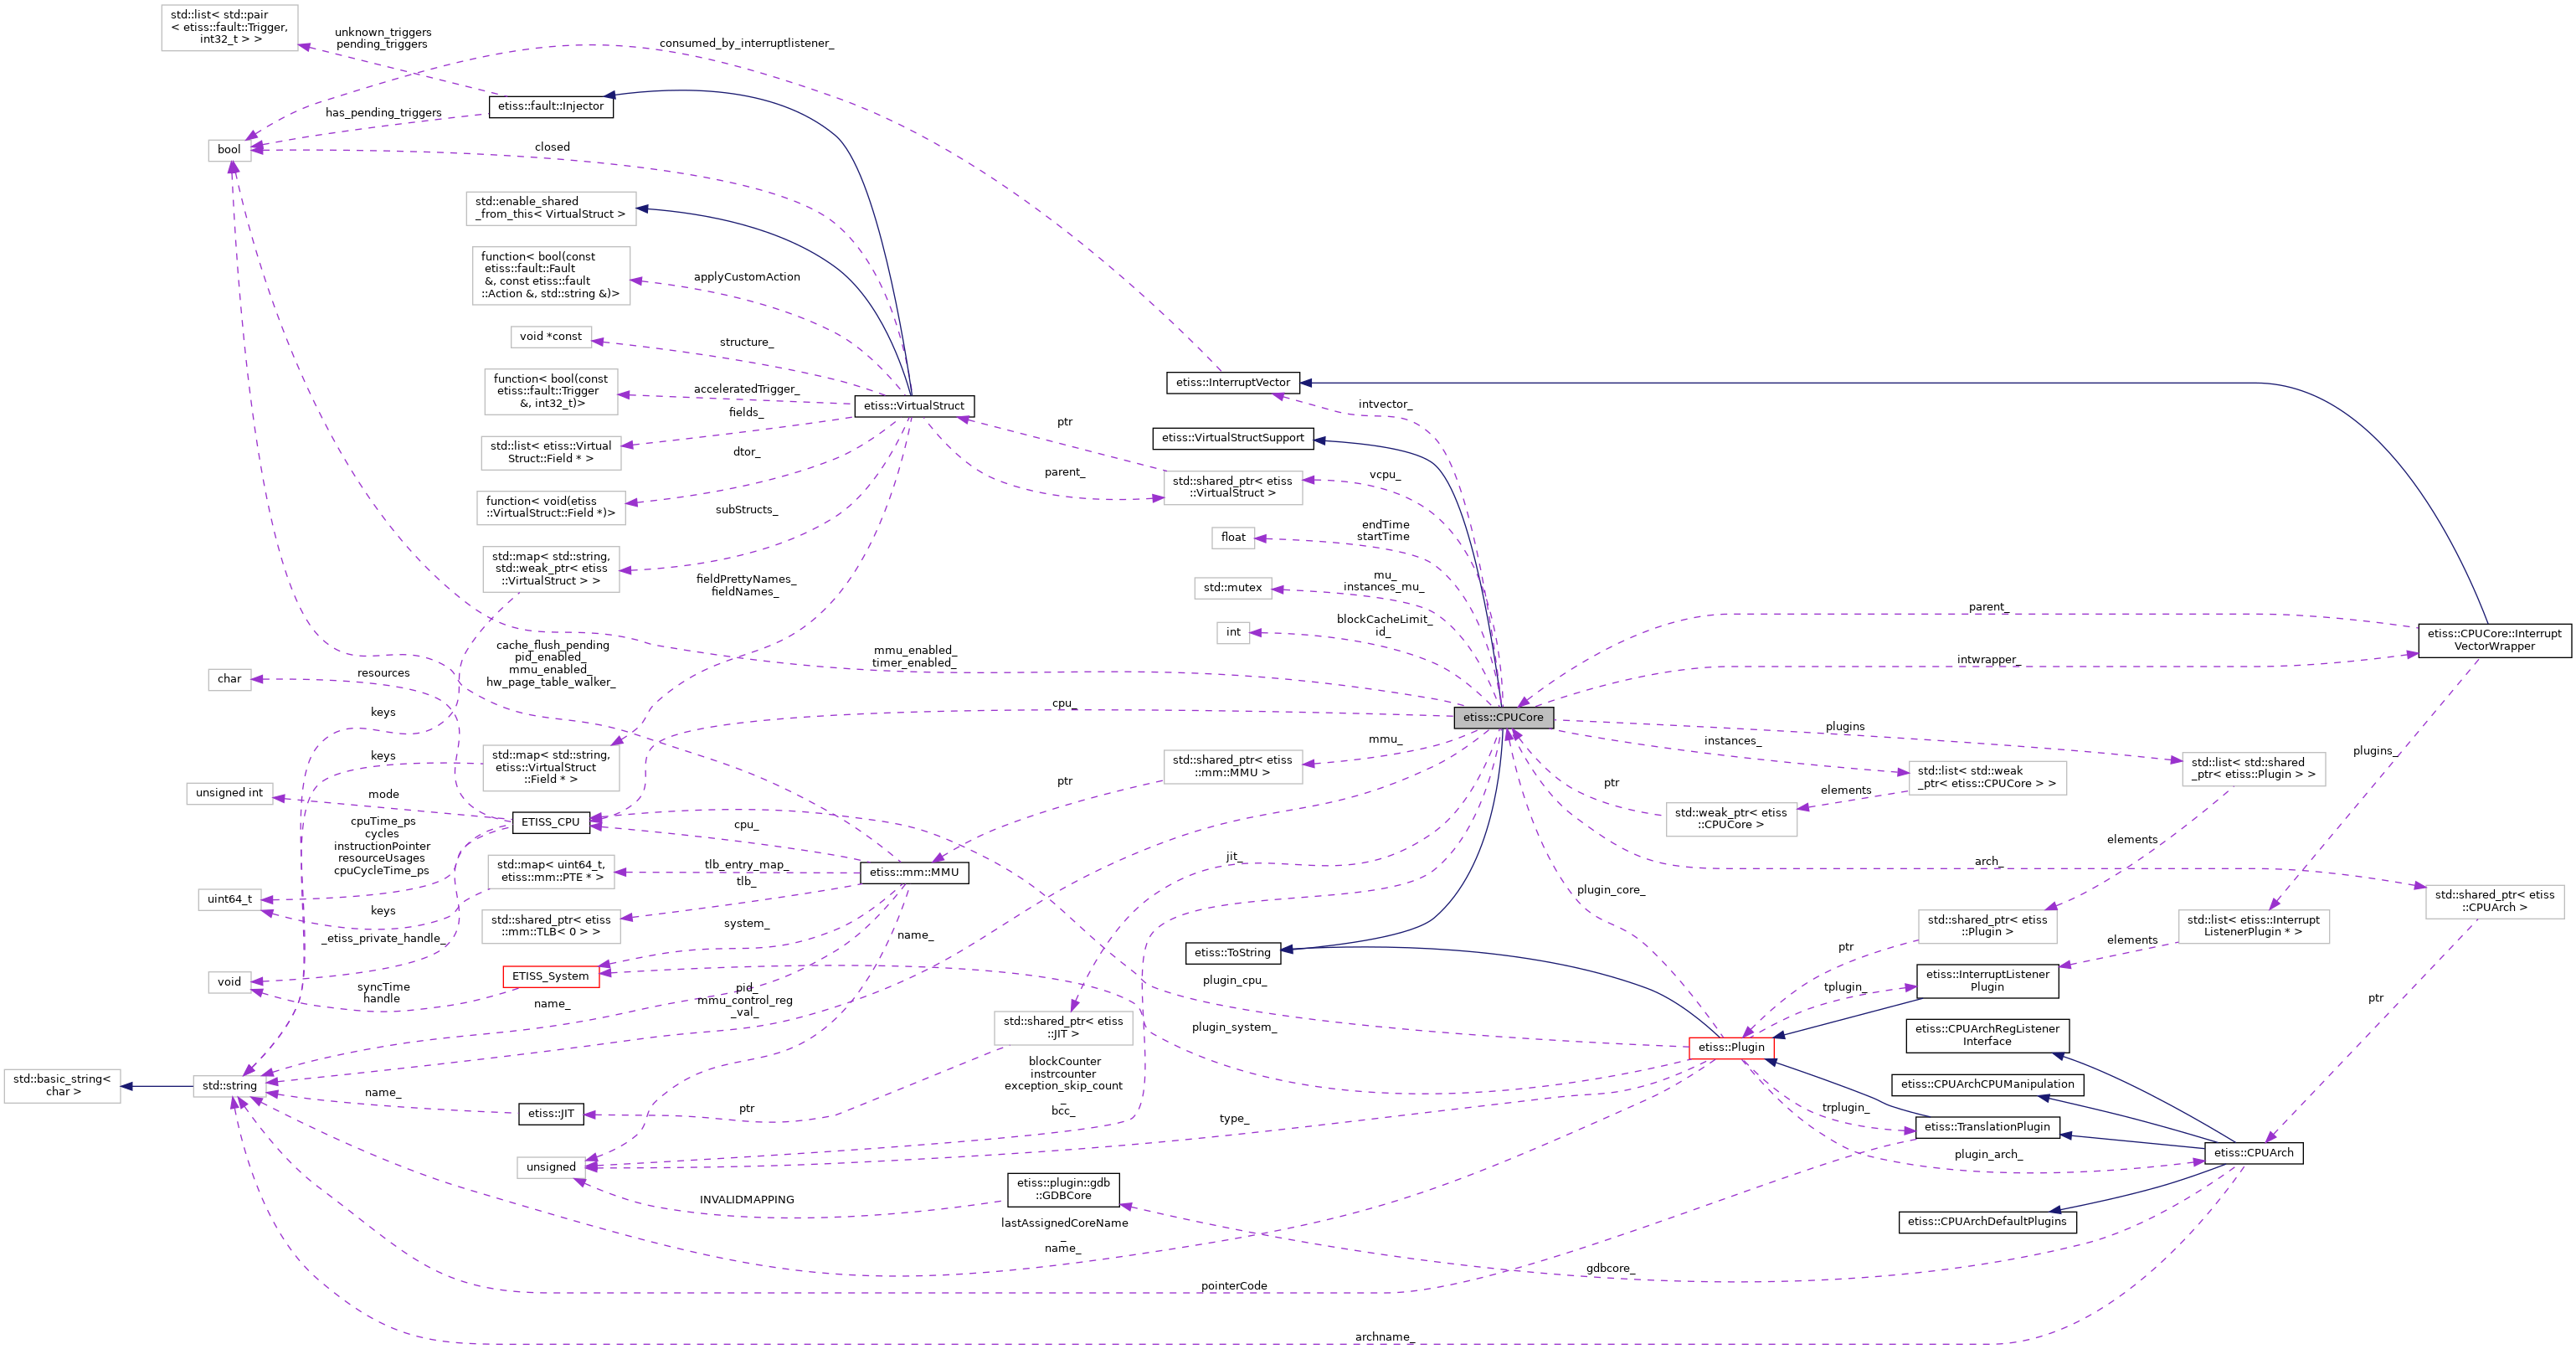 std::list< std::pair
< etiss::fault::Trigger,
int32_t > >
unknown_triggers
pending_triggers
consumed_by_interruptlistener_
etiss::fault::Injector
has_pending_triggers
bool
closed
std::enable_shared
_from_this< VirtualStruct >
function< bool(const
etiss::fault::Fault
&, const etiss::fault
::Action &, std::string &)>
applyCustomAction
void *const
structure_
function< bool(const
etiss::fault::Trigger
&, int32_t)>
acceleratedTrigger_
etiss::VirtualStruct
fields_
std::list< etiss::Virtual
Struct::Field * >
dtor_
function< void(etiss
::VirtualStruct::Field *)>
subStructs_
std::map< std::string,
std::weak_ptr< etiss
::VirtualStruct > >
fieldPrettyNames_
fieldNames_
ptr
parent_
etiss::InterruptVector
intvector_
etiss::VirtualStructSupport
std::shared_ptr< etiss
::VirtualStruct >
vcpu_
float
endTime
startTime
std::mutex
mu_
instances_mu_
int
blockCacheLimit_
id_
parent_
intwrapper_
etiss::CPUCore::Interrupt
VectorWrapper
cache_flush_pending
pid_enabled_
mmu_enabled_
hw_page_table_walker_
mmu_enabled_
timer_enabled_
char
resources
keys
cpu_
etiss::CPUCore
plugins
instances_
plugins_
std::map< std::string,
etiss::VirtualStruct
::Field * >
keys
mmu_
std::shared_ptr< etiss
::mm::MMU >
ptr
std::list< std::shared
_ptr< etiss::Plugin > >
std::list< std::weak
_ptr< etiss::CPUCore > >
elements
ptr
std::weak_ptr< etiss
::CPUCore >
unsigned int
mode
ETISS_CPU
cpu_
cpuTime_ps
cycles
instructionPointer
resourceUsages
cpuCycleTime_ps
std::map< uint64_t,
etiss::mm::PTE * >
tlb_entry_map_
tlb_
etiss::mm::MMU
jit_
elements
arch_
uint64_t
keys
std::shared_ptr< etiss
::mm::TLB< 0 > >
system_
name_
plugin_core_
std::shared_ptr< etiss
::CPUArch >
std::shared_ptr< etiss
::Plugin >
std::list< etiss::Interrupt
ListenerPlugin * >
elements
ptr
_etiss_private_handle_
void
ETISS_System
syncTime
handle
name_
pid_
mmu_control_reg
_val_
etiss::ToString
plugin_cpu_
plugin_system_
tplugin_
etiss::InterruptListener
Plugin
ptr
std::shared_ptr< etiss
::JIT >
etiss::Plugin
etiss::CPUArchRegListener
Interface
etiss::CPUArchCPUManipulation
std::basic_string<
char >
std::string
name_
etiss::JIT
ptr
blockCounter
instrcounter
exception_skip_count
_
bcc_
type_
trplugin_
etiss::TranslationPlugin
plugin_arch_
etiss::CPUArch
unsigned
INVALIDMAPPING
etiss::plugin::gdb
::GDBCore
lastAssignedCoreName
_
name_
etiss::CPUArchDefaultPlugins
gdbcore_
pointerCode
archname_